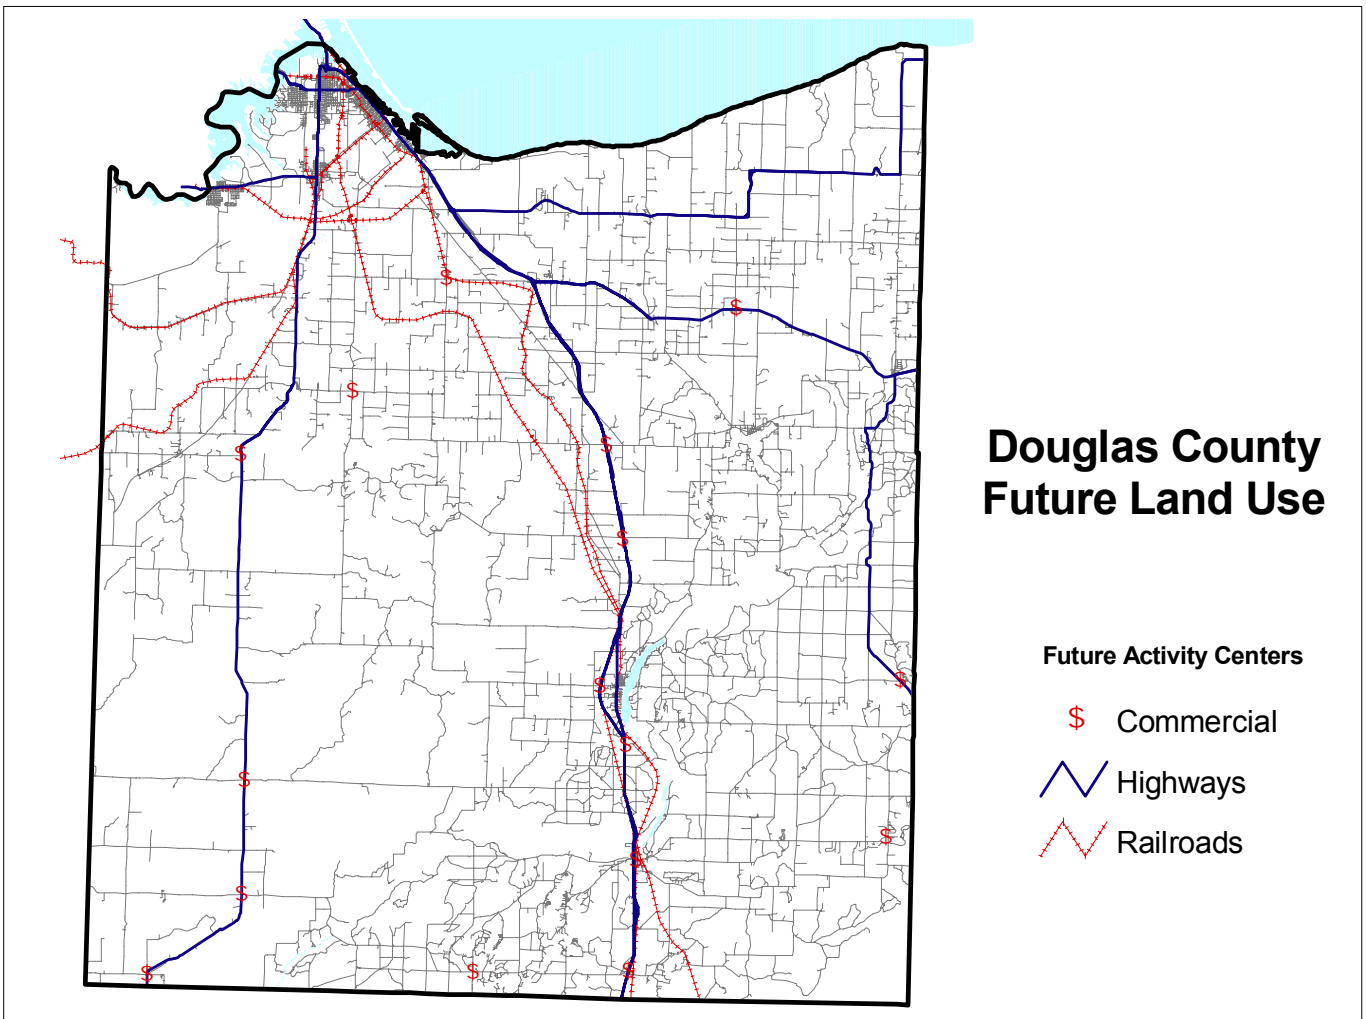 Douglas County
Future Land Use
Future Activity Centers
$ Commercial
Highways
Railroads